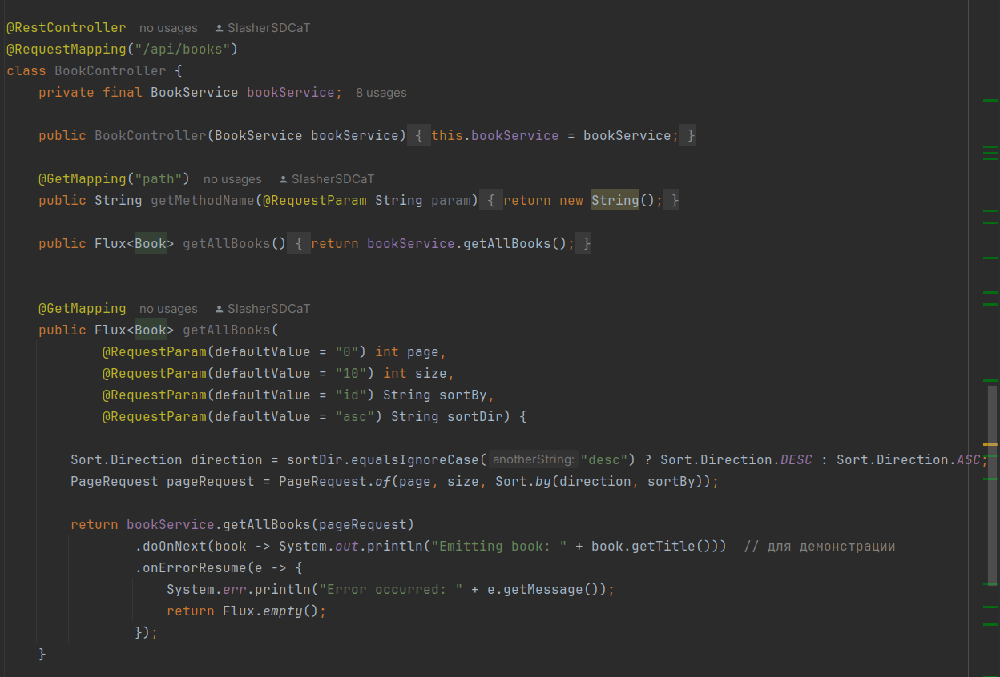 @RestController no usages SlasherSDCaT
@RequestMapping("/api/books")
class BookController {
    private final BookService bookService; 8 usages
    public BookController(BookService bookService) { this.bookService = bookService; }
    @GetMapping("path") no usages SlasherSDCaT
    public String getMethodName(@RequestParam String param) { return new String(); }
    public Flux<Book> getAllBooks() { return bookService.getAllBooks(); }
    @GetMapping no usages SlasherSDCaT
    public Flux<Book> getAllBooks(
            @RequestParam(defaultValue = "0") int page,
            @RequestParam(defaultValue = "10") int size,
            @RequestParam(defaultValue = "id") String sortBy,
            @RequestParam(defaultValue = "asc") String sortDir) {
        Sort.Direction direction = sortDir.equalsIgnoreCase( anotherString: "desc") ? Sort.Direction.DESC : Sort.Direction.ASC;
        PageRequest pageRequest = PageRequest.of(page, size, Sort.by(direction, sortBy));
        return bookService.getAllBooks(pageRequest)
                .doOnNext(book -> System.out.println("Emitting book: " + book.getTitle()))  // для демонстрации
                .onErrorResume(e -> {
                    System.err.println("Error occurred: " + e.getMessage());
                    return Flux.empty();
                });
    }